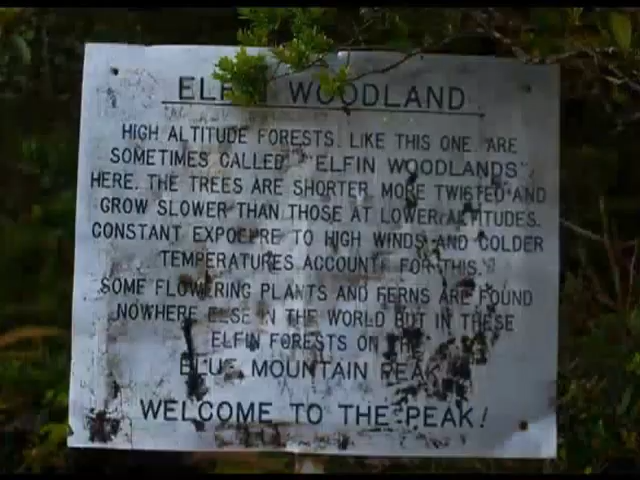 ELFIN WOODLAND
HIGH ALTITUDE FORESTS, LIKE THIS ONE, ARE
SOMETIMES CALLED "ELFIN WOODLANDS".
HERE, THE TREES ARE SHORTER, MORE TWISTED AND
GROW SLOWER THAN THOSE AT LOWER ALTITUDES.
CONSTANT EXPOSURE TO HIGH WINDS AND COLDER
TEMPERATURES ACCOUNT FOR THIS.
SOME FLOWERING PLANTS AND FERNS ARE FOUND
NOWHERE ELSE IN THE WORLD BUT IN THESE
ELFIN FORESTS ON THE
BLUE MOUNTAIN PEAK
WELCOME TO THE PEAK!